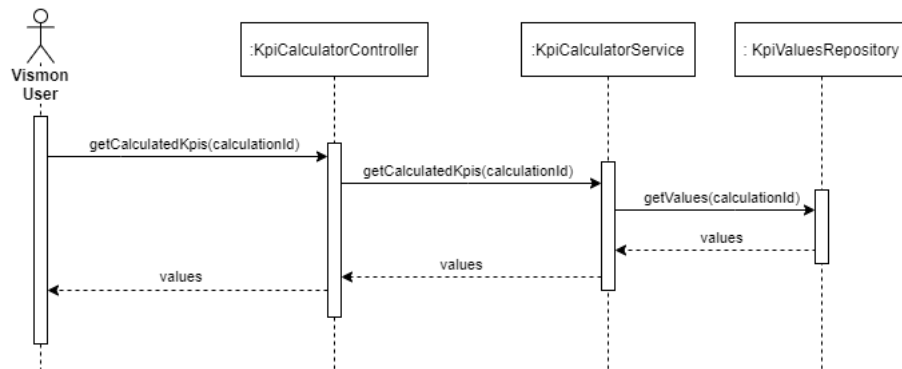 :KpiCalculatorController
:KpiCalculatorService
: KpiValuesRepository
Vismon
User
getCalculatedKpis(calculationId)
getCalculatedKpis(calculationId)
getValues(calculationId)
values
values
values